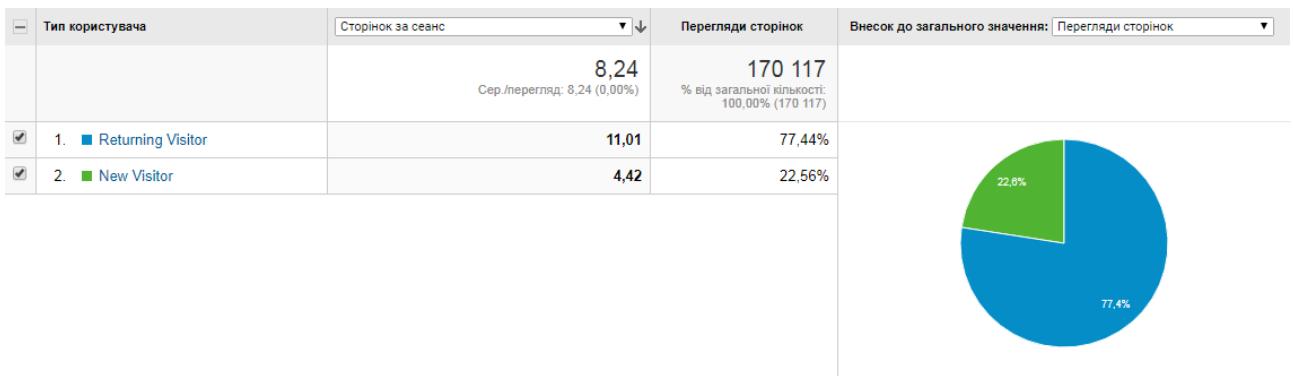 Тип користувача
Сторінок за сеанс
Перегляди сторінок
Внесок до загального значення: Перегляди сторінок
8,24
Сер./перегляд: 8,24 (0,00%)
170 117
% від загальної кількості:
100,00% (170 117)
1. Returning Visitor 11,01 77,44%
2. New Visitor 4,42 22,56%
22,6%
77,4%